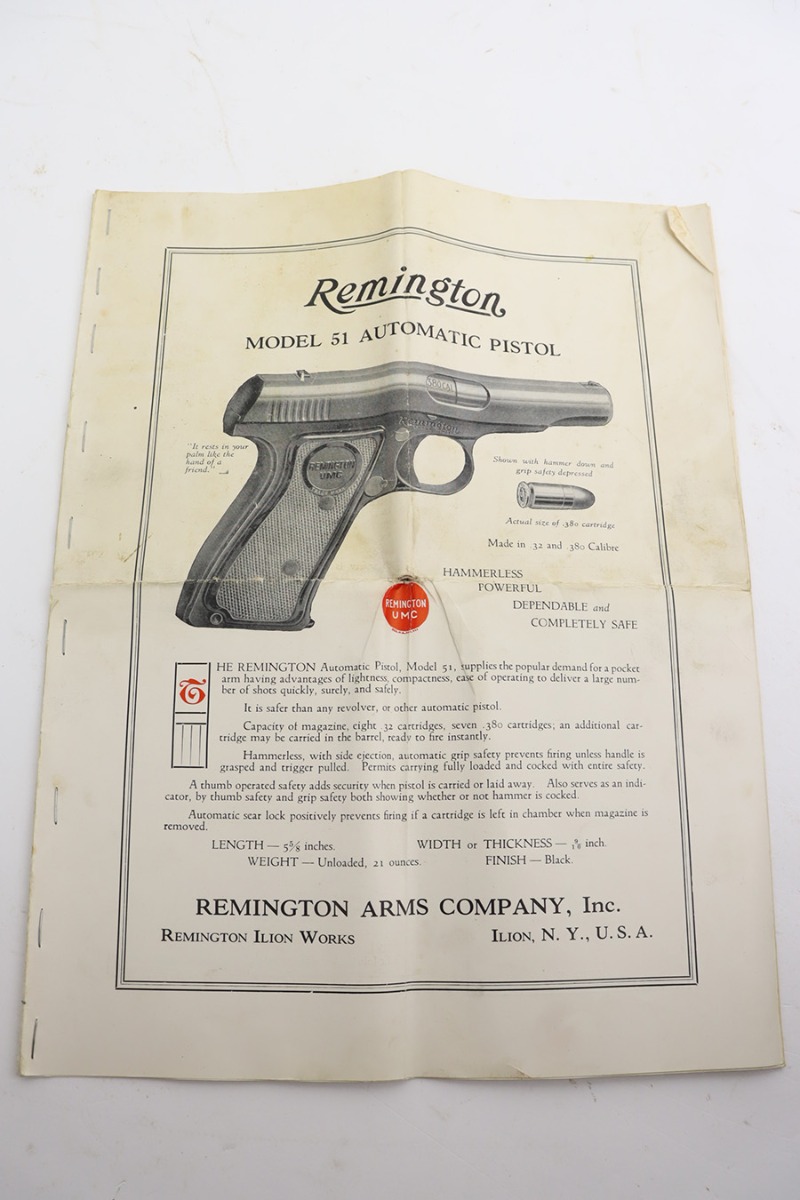 Remington
MODEL 51 AUTOMATIC PISTOL
380 CAL
Remington
REMINGTON
UMC
"It rests in your
palm like the
hand of a
friend."
Shown with hammer down and
grip safety depressed
Actual size of .380 cartridge
Made in .32 and .380 Calibre
HAMMERLESS
POWERFUL
DEPENDABLE and
COMPLETELY SAFE
REMINGTON
UMC
THE REMINGTON Automatic Pistol, Model 51, supplies the popular demand for a pocket
arm having advantages of lightness, compactness, ease of operating to deliver a large num-
ber of shots quickly, surely, and safely.
It is safer than any revolver, or other automatic pistol.
Capacity of magazine, eight .32 cartridges, seven .380 cartridges; an additional car-
tridge may be carried in the barrel, ready to fire instantly.
Hammerless, with side ejection, automatic grip safety prevents firing unless handle is
grasped and trigger pulled. Permits carrying fully loaded and cocked with entire safety.
A thumb operated safety adds security when pistol is carried or laid away. Also serves as an indi-
cator, by thumb safety and grip safety both showing whether or not hammer is cocked.
Automatic sear lock positively prevents firing if a cartridge is left in chamber when magazine is
removed.
LENGTH — 5⅝ inches. WIDTH or THICKNESS — 9/16 inch.
WEIGHT — Unloaded, 21 ounces. FINISH — Black.
REMINGTON ARMS COMPANY, Inc.
REMINGTON ILION WORKS ILION, N. Y., U. S. A.